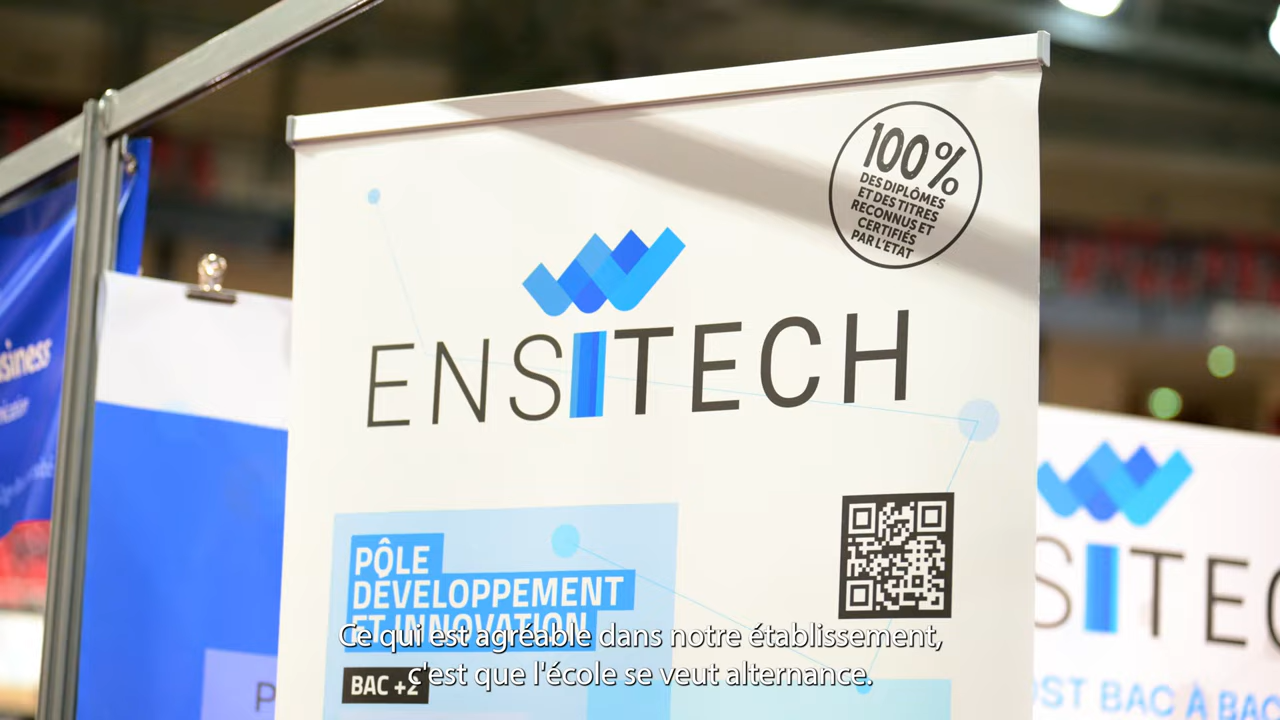 100%
DES DIPLÔMES
ET DES TITRES
RECONNUS ET
CERTIFIÉS
PAR L'ETAT
ENSITECH
PÔLE
DÉVELOPPEMENT
ET INNOVATION
BAC +2
SITE
OST BAC À BAC
Ce qui est agréable dans notre établissement,
c'est que l'école se veut alternance.